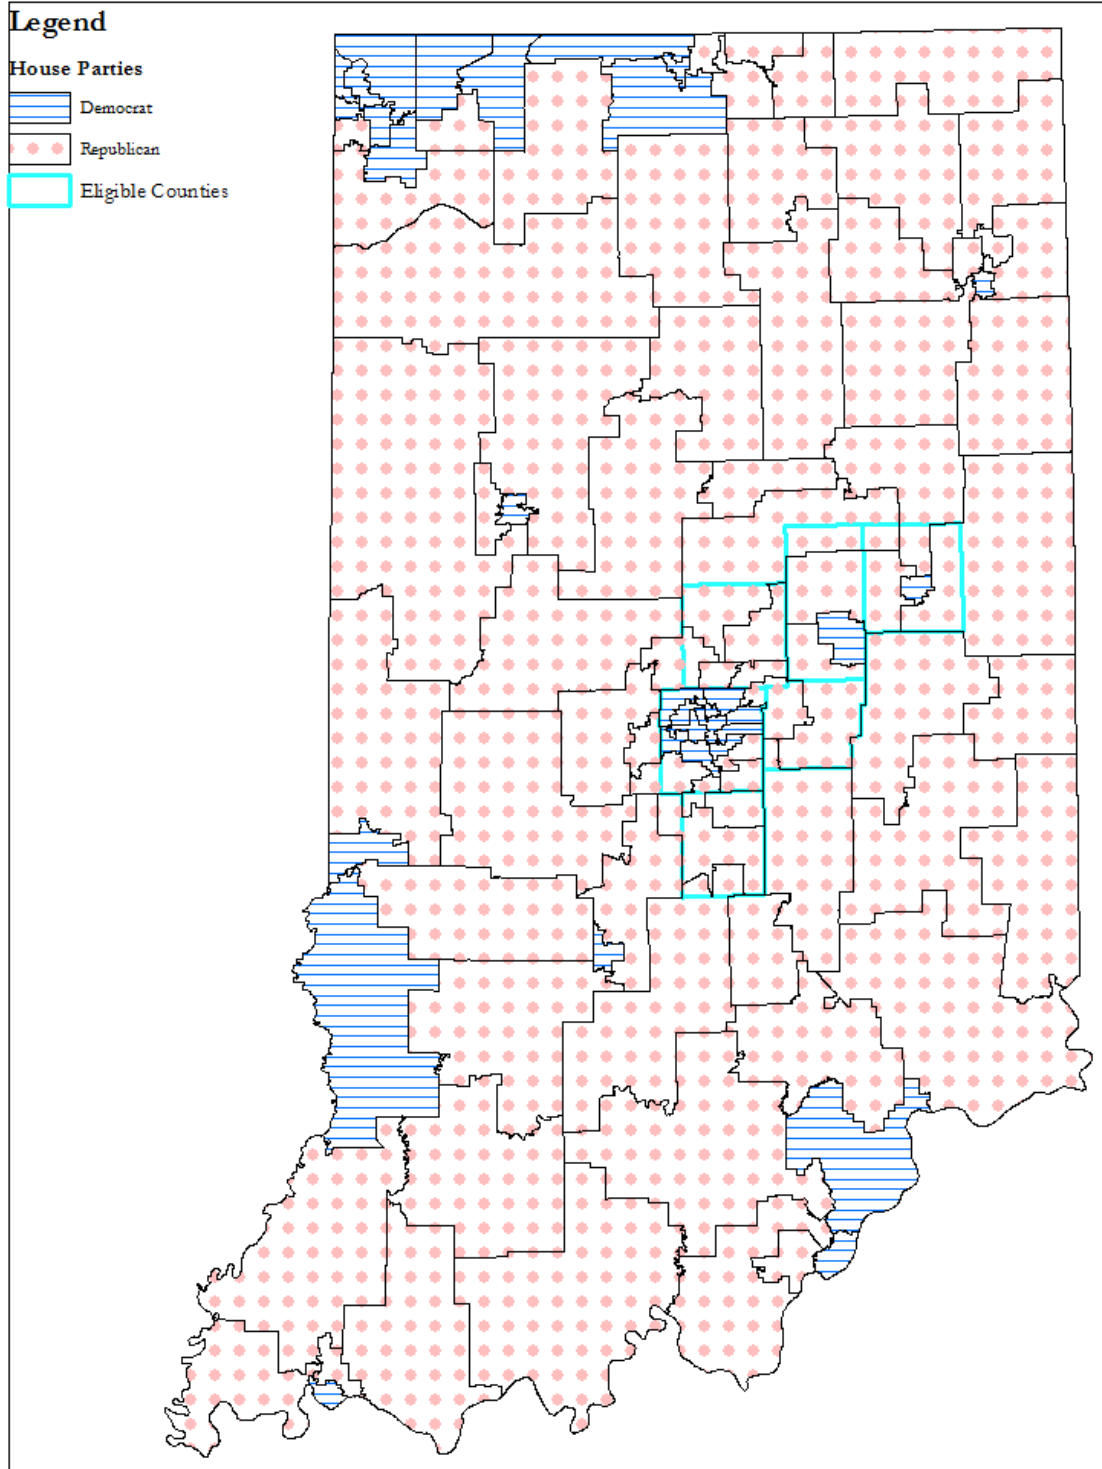 Legend
House Parties
Democrat
Republican
Eligible Counties